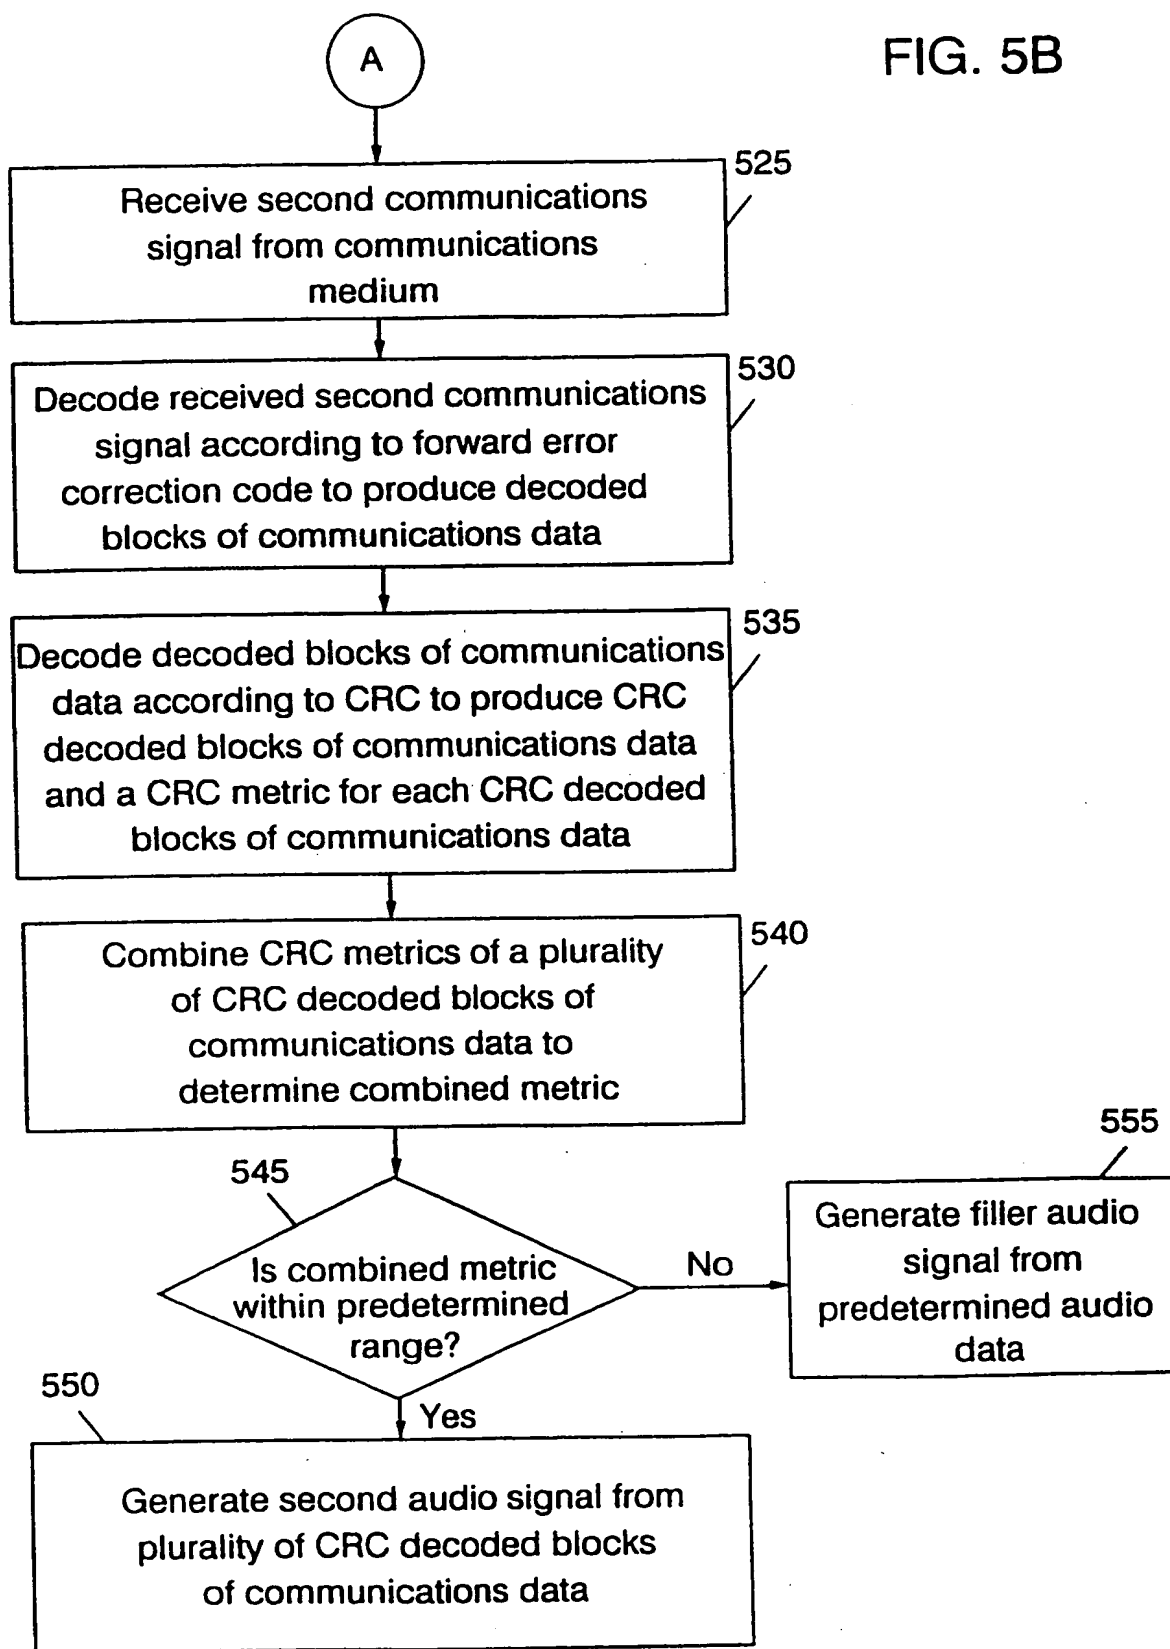 A
FIG. 5B
525
Receive second communications
signal from communications
medium
530
Decode received second communications
signal according to forward error
correction code to produce decoded
blocks of communications data
535
Decode decoded blocks of communications
data according to CRC to produce CRC
decoded blocks of communications data
and a CRC metric for each CRC decoded
blocks of communications data
540
Combine CRC metrics of a plurality
of CRC decoded blocks of
communications data to
determine combined metric
545
Is combined metric
within predetermined
range?
No
555
Generate filler audio
signal from
predetermined audio
data
Yes
550
Generate second audio signal from
plurality of CRC decoded blocks
of communications data